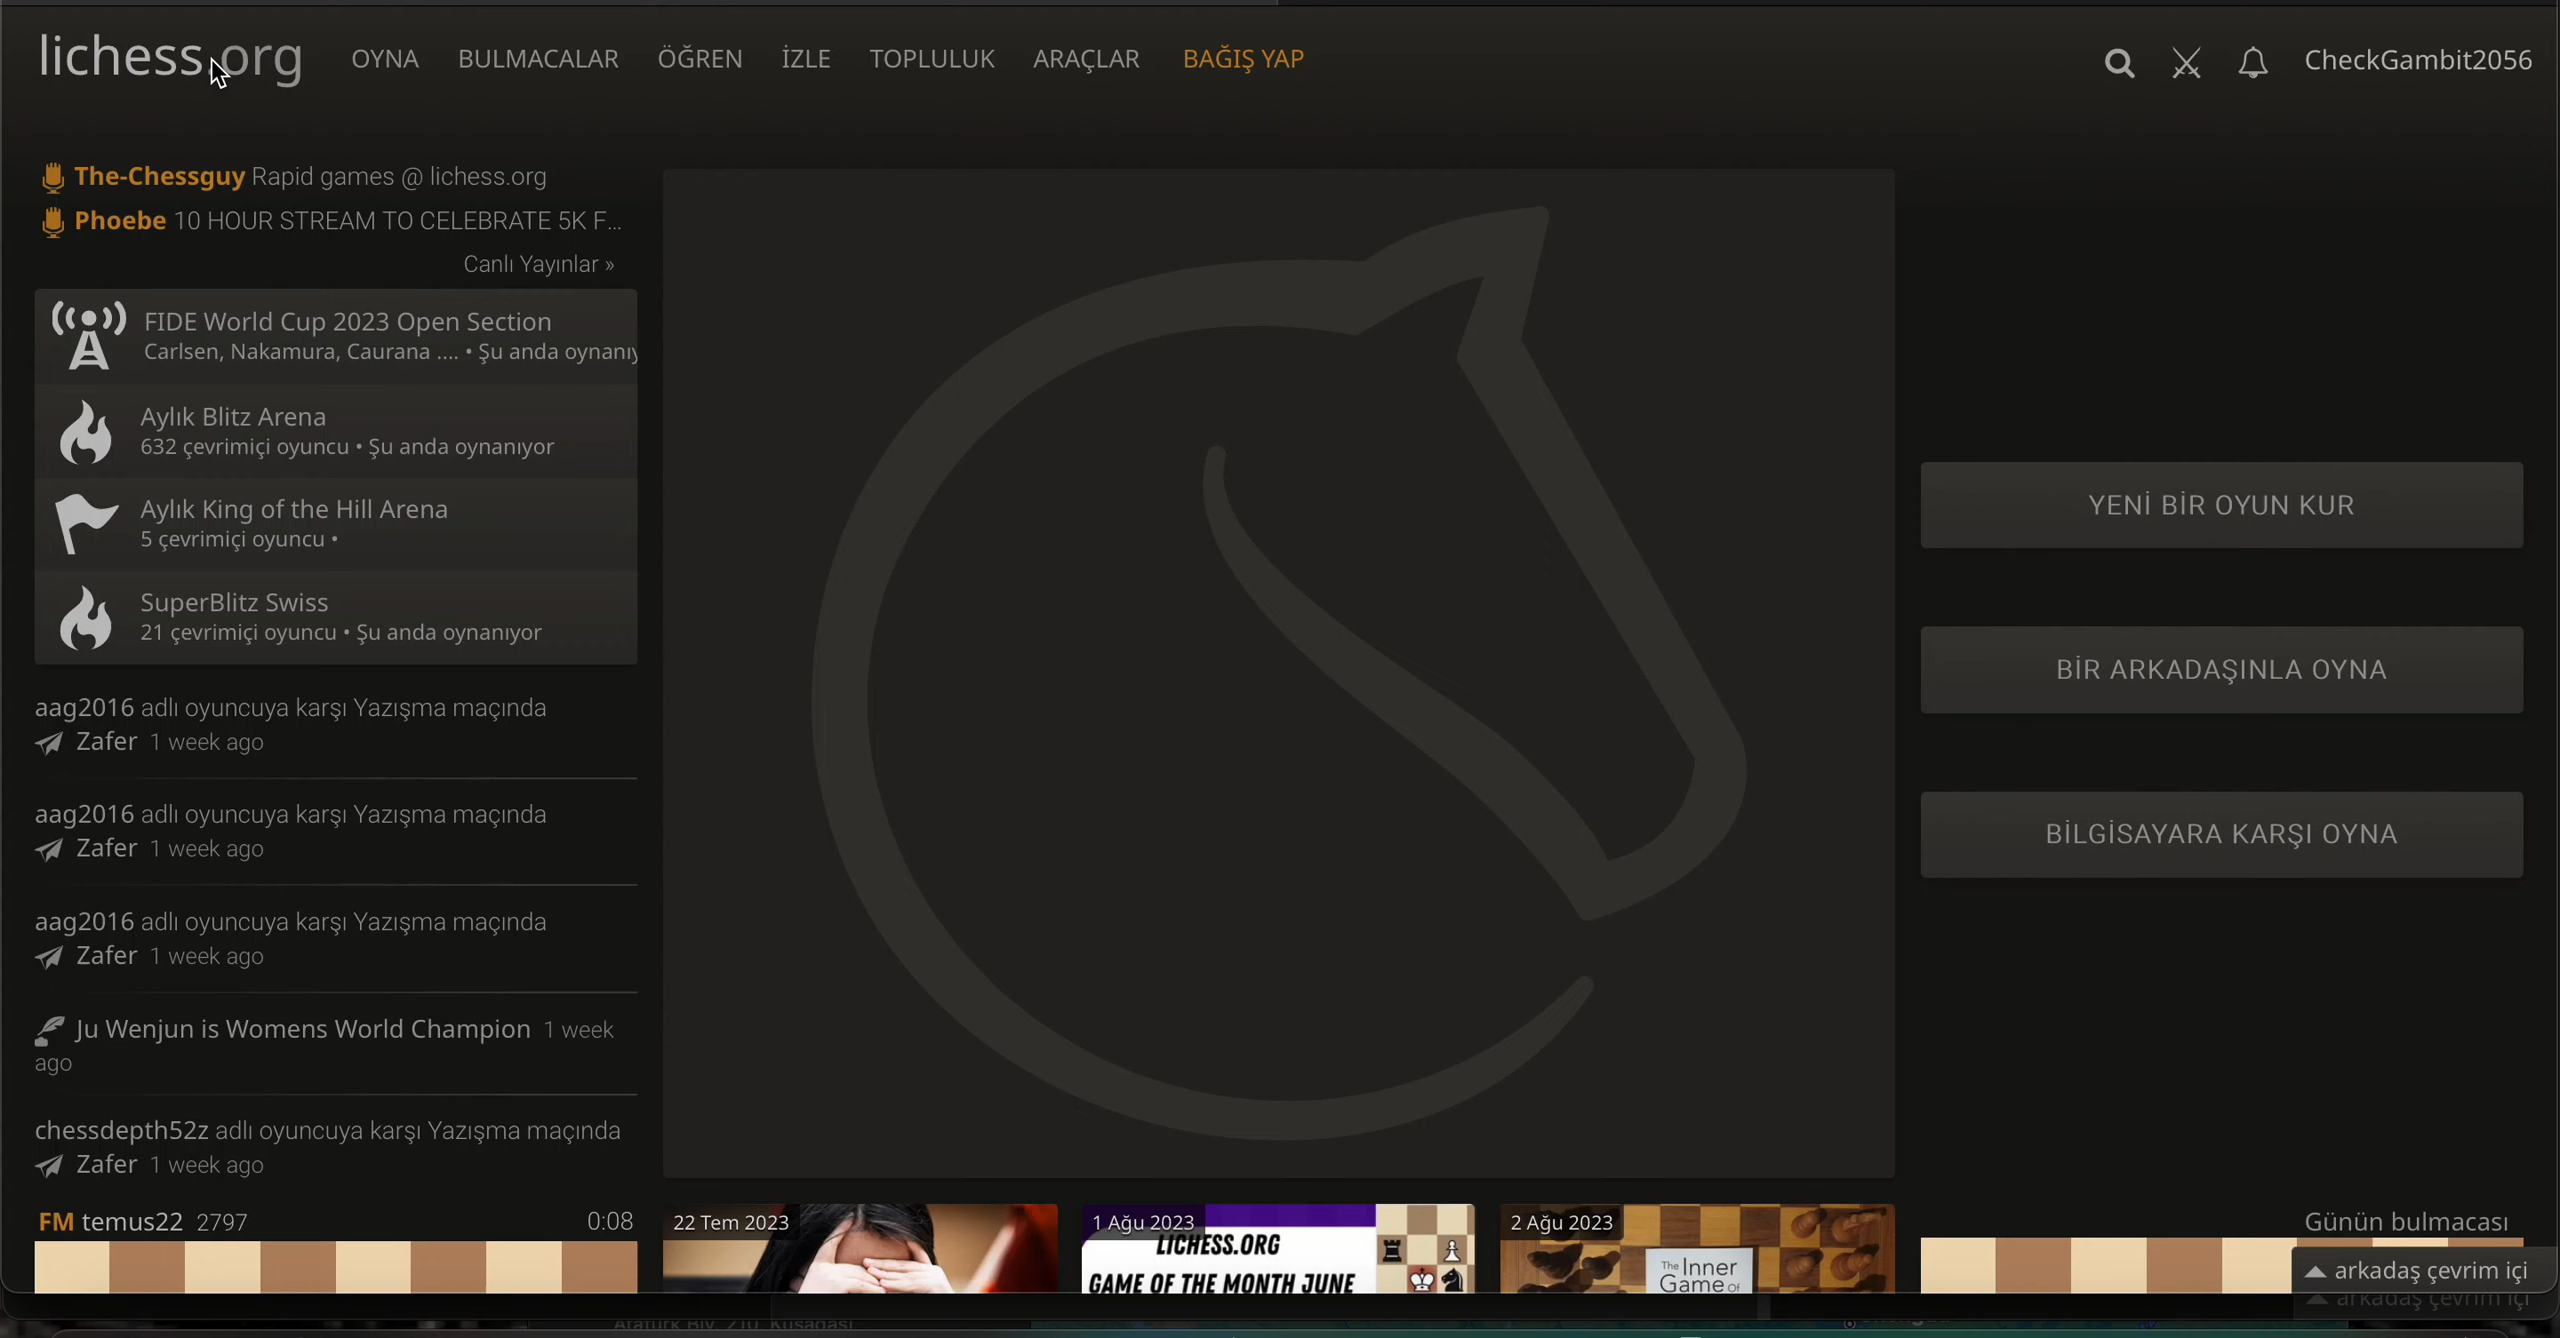 lichess.org OYNA BULMACALAR ÖĞREN İZLE TOPLULUK ARAÇLAR BAĞIŞ YAP CheckGambit2056
The-Chessguy Rapid games @ lichess.org
Phoebe 10 HOUR STREAM TO CELEBRATE 5K F...
Canlı Yayınlar »
FIDE World Cup 2023 Open Section
Carlsen, Nakamura, Caurana .... • Şu anda oynanıy
Aylık Blitz Arena
632 çevrimiçi oyuncu • Şu anda oynanıyor
Aylık King of the Hill Arena
5 çevrimiçi oyuncu •
SuperBlitz Swiss
21 çevrimiçi oyuncu • Şu anda oynanıyor
aag2016 adlı oyuncuya karşı Yazışma maçında
Zafer 1 week ago
aag2016 adlı oyuncuya karşı Yazışma maçında
Zafer 1 week ago
aag2016 adlı oyuncuya karşı Yazışma maçında
Zafer 1 week ago
Ju Wenjun is Womens World Champion 1 week
ago
chessdepth52z adlı oyuncuya karşı Yazışma maçında
Zafer 1 week ago
FM temus22 2797 0:08
YENİ BİR OYUN KUR
BİR ARKADAŞINLA OYNA
BİLGİSAYARA KARŞI OYNA
22 Tem 2023
1 Ağu 2023
LICHESS.ORG
GAME OF THE MONTH JUNE
2 Ağu 2023
The Inner
Game of
Günün bulmacası
arkadaş çevrim içi
arkadaş çevrim içi
Atatürk Blv. 210, Kuşadası